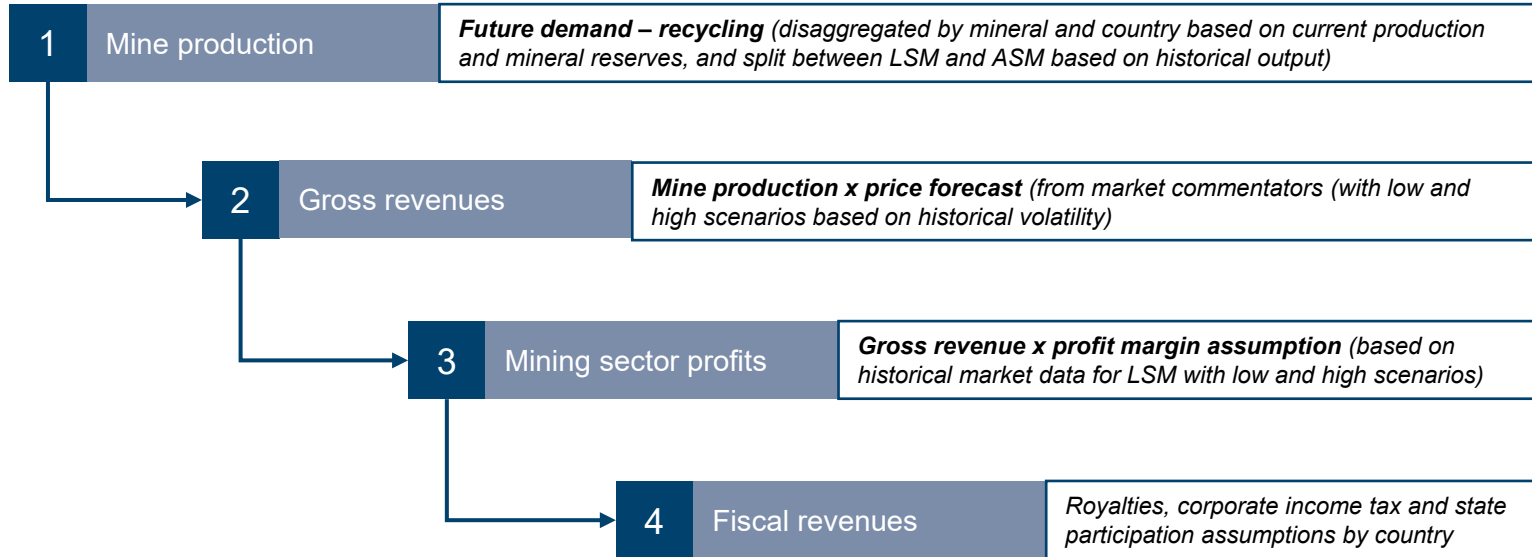 1
Mine production
Future demand – recycling (disaggregated by mineral and country based on current production
and mineral reserves, and split between LSM and ASM based on historical output)
2
Gross revenues
Mine production x price forecast (from market commentators (with low and
high scenarios based on historical volatility)
3
Mining sector profits
Gross revenue x profit margin assumption (based on
historical market data for LSM with low and high scenarios)
4
Fiscal revenues
Royalties, corporate income tax and state
participation assumptions by country